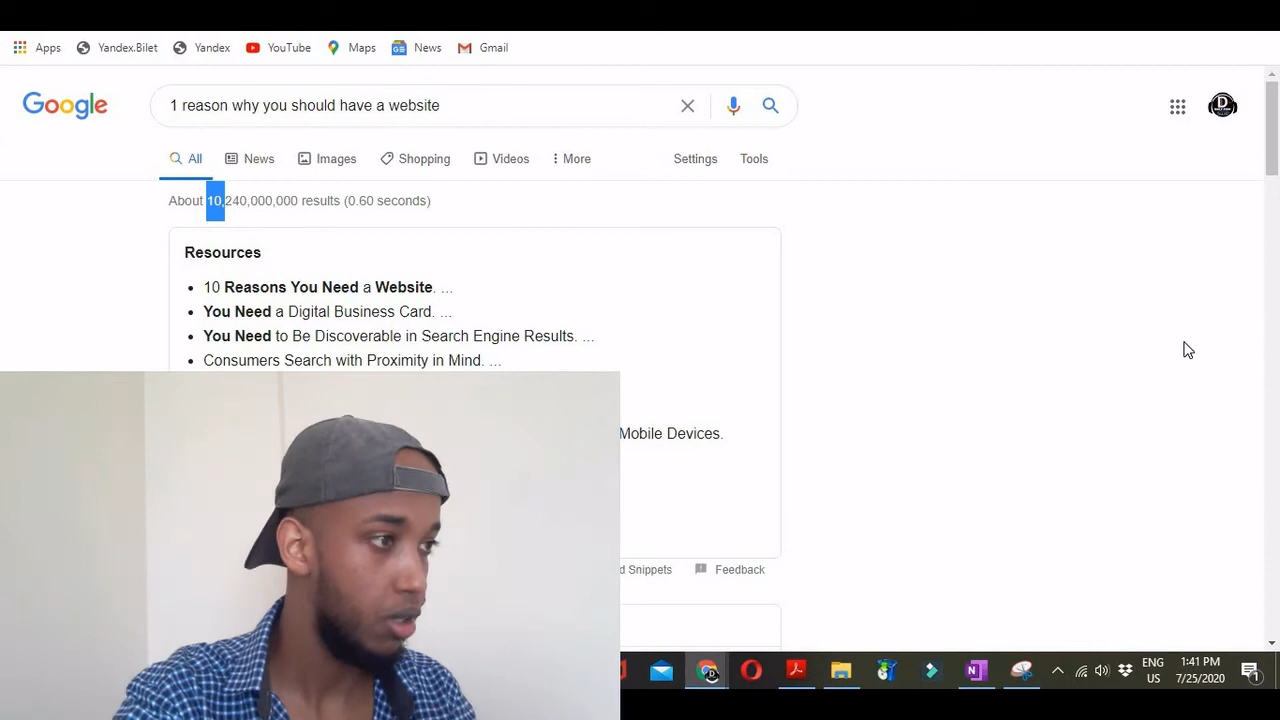 Apps Yandex.Bilet Yandex YouTube Maps News Gmail
Google 1 reason why you should have a website
All News Images Shopping Videos More Settings Tools
About 10,240,000,000 results (0.60 seconds)
Resources
• 10 Reasons You Need a Website. ...
• You Need a Digital Business Card. ...
• You Need to Be Discoverable in Search Engine Results. ...
• Consumers Search with Proximity in Mind. ...
Mobile Devices.
d Snippets Feedback
ENG 1:41 PM
US 7/25/2020